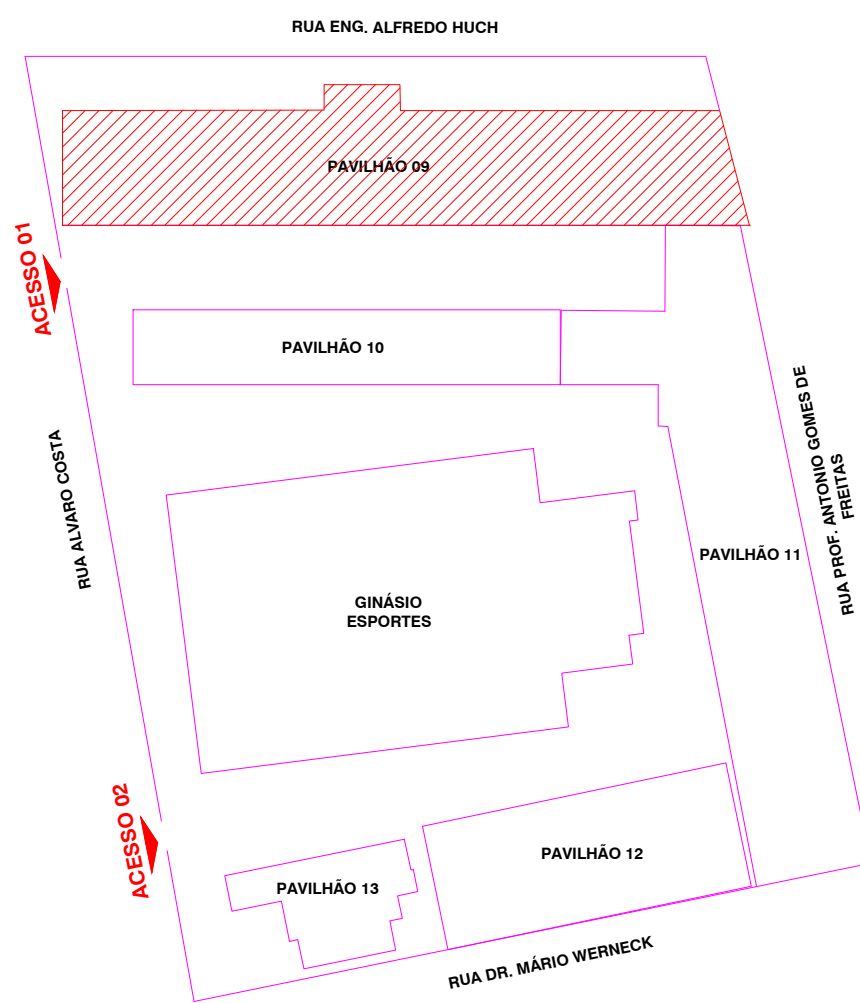 RUA ENG. ALFREDO HUCH
PAVILHÃO 09
ACESSO 01
PAVILHÃO 10
RUA PROF. ANTONIO GOMES DE
FREITAS
RUA ALVARO COSTA
PAVILHÃO 11
GINÁSIO
ESPORTES
ACESSO 02
PAVILHÃO 12
PAVILHÃO 13
RUA DR. MÁRIO WERNECK